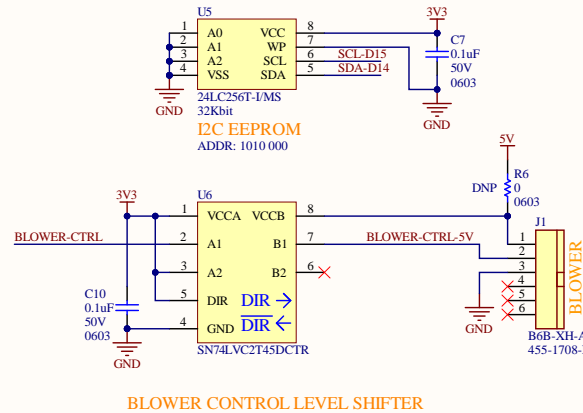 U5
3V3
1 A0 VCC 8
2 A1 WP 7
3 A2 SCL 6 SCL-D15
4 VSS SDA 5 SDA-D14
C7
0.1uF
50V
0603
24LC256T-I/MS
32Kbit
GND
GND
I2C EEPROM
ADDR: 1010 000
5V
R6
DNP 0
0603
3V3
U6
J1
1 VCCA VCCB 8
BLOWER-CTRL 2 A1 B1 7 BLOWER-CTRL-5V
3 A2 B2 6
5 DIR DIR
4 GND DIR
C10
0.1uF
50V
0603
GND
SN74LVC2T45DCTR
GND
1
2
3
4
5
6
BLOWER
B6B-XH-A
455-1708-
BLOWER CONTROL LEVEL SHIFTER